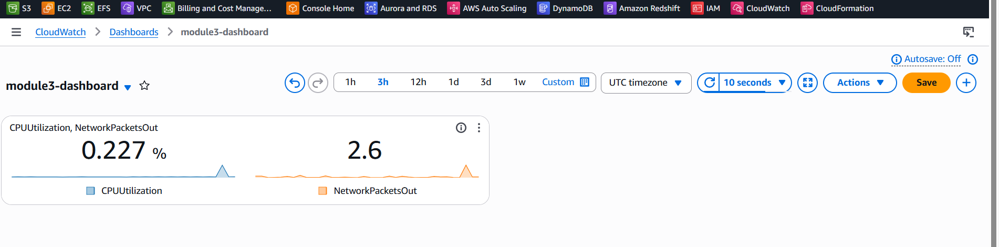 S3 EC2 EFS VPC Billing and Cost Manage... Console Home Aurora and RDS AWS Auto Scaling DynamoDB Amazon Redshift IAM CloudWatch CloudFormation
CloudWatch Dashboards module3-dashboard
Autosave: Off
module3-dashboard 1h 3h 12h 1d 3d 1w Custom UTC timezone 10 seconds Actions Save
CPUUtilization, NetworkPacketsOut
0.227 % 2.6
CPUUtilization NetworkPacketsOut